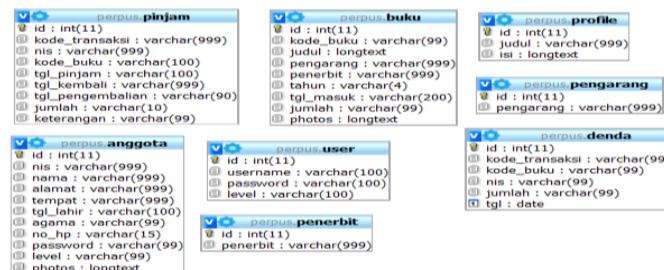 perpus.pinjam
id : int(11)
kode_transaksi : varchar(999)
nis : varchar(999)
kode_buku : varchar(100)
tgl_pinjam : varchar(100)
tgl_kembali : varchar(999)
tgl_pengembalian : varchar(90)
jumlah : varchar(10)
keterangan : varchar(99)
perpus.buku
id : int(11)
kode_buku : varchar(99)
judul : longtext
pengarang : varchar(999)
penerbit : varchar(999)
tahun : varchar(4)
tgl_masuk : varchar(200)
jumlah : varchar(99)
photos : longtext
perpus.profile
id : int(11)
judul : varchar(999)
isi : longtext
perpus.pengarang
id : int(11)
pengarang : varchar(999)
perpus.anggota
id : int(11)
nis : varchar(999)
nama : varchar(999)
alamat : varchar(999)
tempat : varchar(999)
tgl_lahir : varchar(100)
agama : varchar(99)
no_hp : varchar(15)
password : varchar(99)
level : varchar(99)
photos : longtext
perpus.user
id : int(11)
username : varchar(100)
password : varchar(100)
level : varchar(100)
perpus.penerbit
id : int(11)
penerbit : varchar(999)
perpus.denda
id : int(11)
kode_transaksi : varchar(99
kode_buku : varchar(99)
nis : varchar(99)
jumlah : varchar(99)
tgl : date